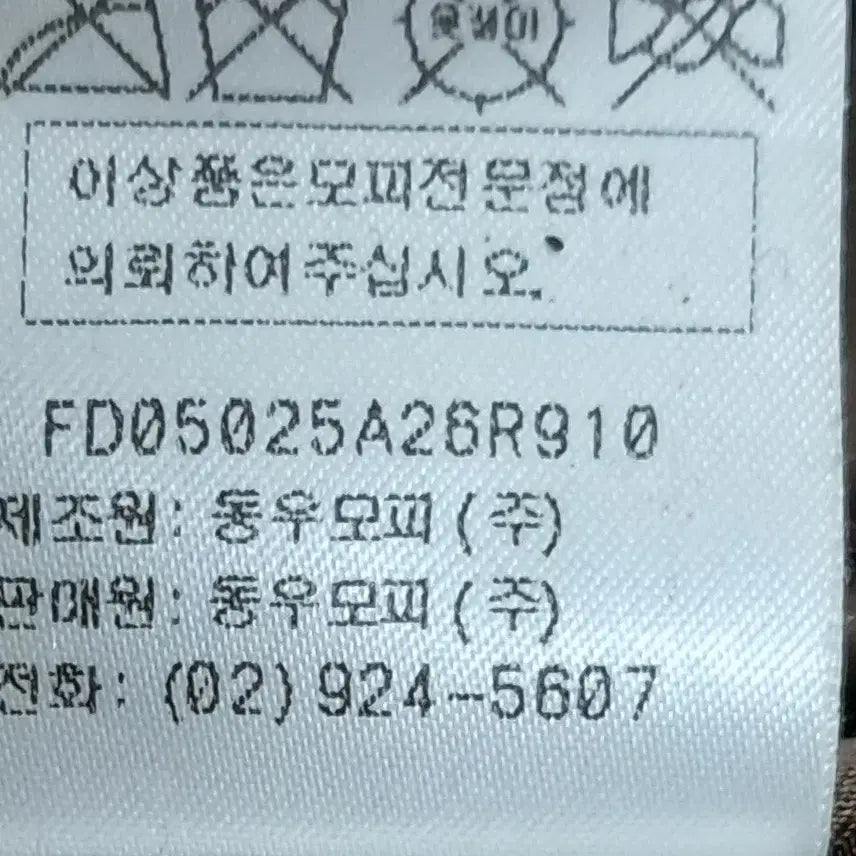 이상품은모피전문점에
의뢰하여주십시오.
FD05025A26R910
제조원: 동우모피(주)
판매원: 동우모피(주)
전화: (02)924-5607